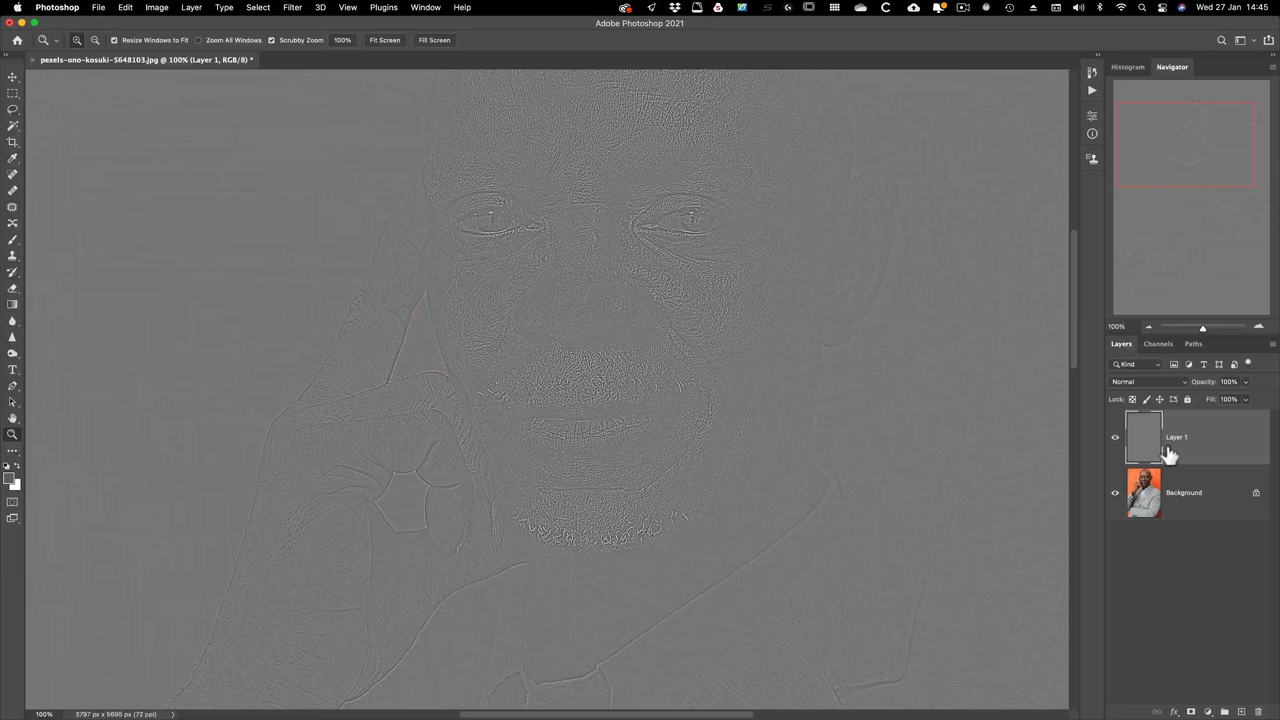 Photoshop File Edit Image Layer Type Select Filter 3D View Plugins Window Help Wed 27 Jan 14:45
Adobe Photoshop 2021
Resize Windows to Fit Zoom All Windows Scrubby Zoom 100% Fit Screen Fill Screen
pexels-ono-kosuki-5648103.jpg @ 100% (Layer 1, RGB/8) *
Histogram Navigator
100%
Layers Channels Paths
Kind
Normal Opacity: 100%
Lock: Fill: 100%
Layer 1
Background
100% 3797 px x 5695 px (72 ppi)